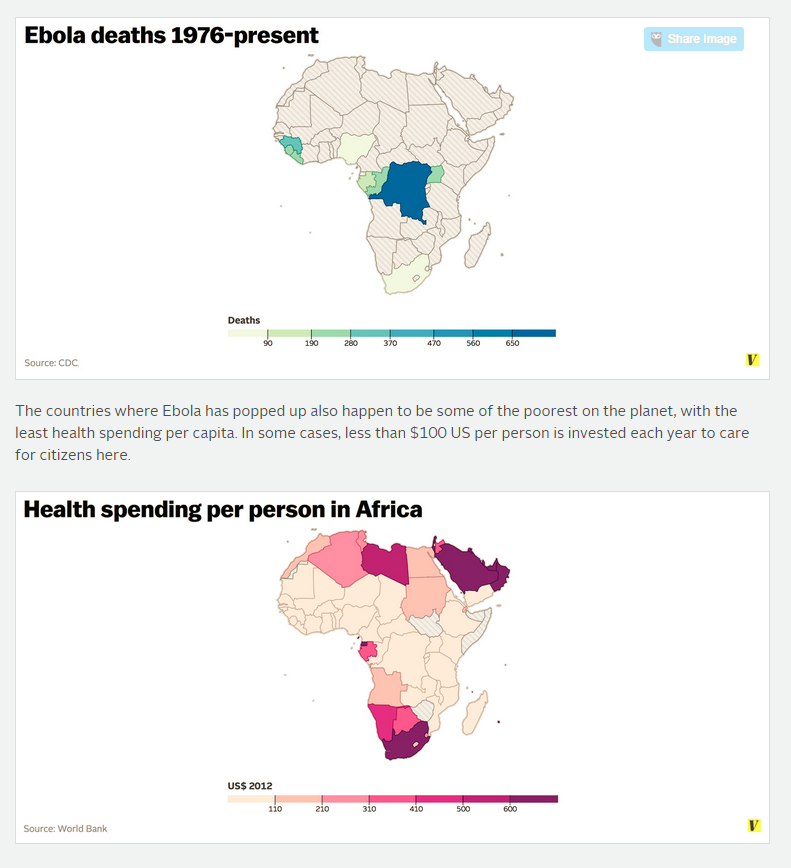 Ebola deaths 1976-present
Share Image
Deaths
90 190 280 370 470 560 650
Source: CDC
V
The countries where Ebola has popped up also happen to be some of the poorest on the planet, with the
least health spending per capita. In some cases, less than $100 US per person is invested each year to care
for citizens here.
Health spending per person in Africa
US$ 2012
110 210 310 410 500 600
Source: World Bank
V